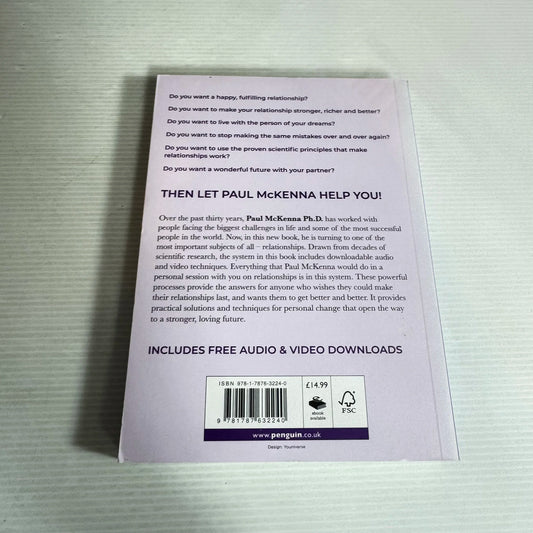 Do you want a happy, fulfilling relationship?
Do you want to make your relationship stronger, richer and better?
Do you want to live with the person of your dreams?
Do you want to stop making the same mistakes over and over again?
Do you want to use the proven scientific principles that make
relationships work?
Do you want a wonderful future with your partner?
THEN LET PAUL McKENNA HELP YOU!
Over the past thirty years, Paul McKenna Ph.D. has worked with
people facing the biggest challenges in life and some of the most successful
people in the world. Now, in this new book, he is turning to one of the
most important subjects of all – relationships. Drawn from decades of
scientific research, the system in this book includes downloadable audio
and video techniques. Everything that Paul McKenna would do in a
personal session with you on relationships is in this system. These powerful
processes provide the answers for anyone who wishes they could make
their relationships last, and wants them to get better and better. It provides
practical solutions and techniques for personal change that open the way
to a stronger, loving future.
INCLUDES FREE AUDIO & VIDEO DOWNLOADS
ISBN 978-1-7876-3224-0
9 781787 632240
£14.99
ebook
available
FSC
www.penguin.co.uk
Design: Youniverse